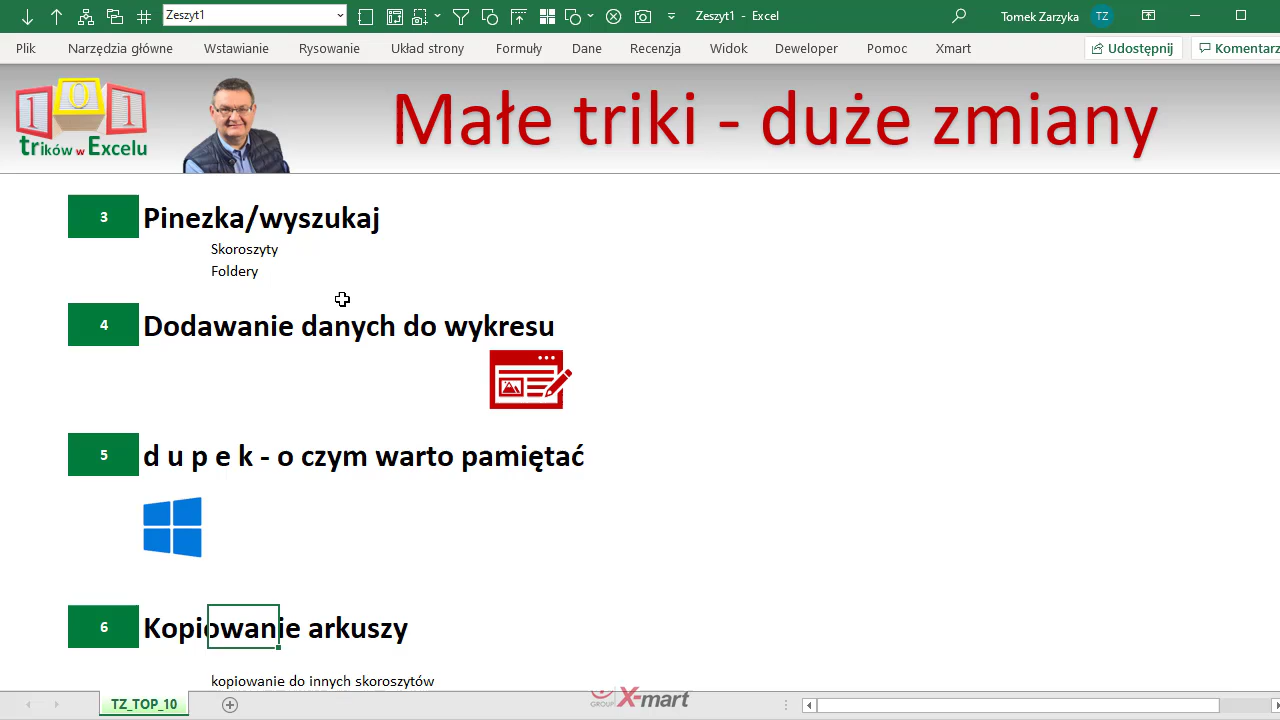 Zeszyt1
Zeszyt1 - Excel
Tomek Zarzyka
TZ
Plik
Narzędzia główne
Wstawianie
Rysowanie
Układ strony
Formuły
Dane
Recenzja
Widok
Deweloper
Pomoc
Xmart
Udostępnij
Komentarz
101
trików w Excelu
Małe triki - duże zmiany
3
Pinezka/wyszukaj
Skoroszyty
Foldery
4
Dodawanie danych do wykresu
5
d u p e k - o czym warto pamiętać
6
Kopiowanie arkuszy
kopiowanie do innych skoroszytów
TZ_TOP_10
GROUP X-mart